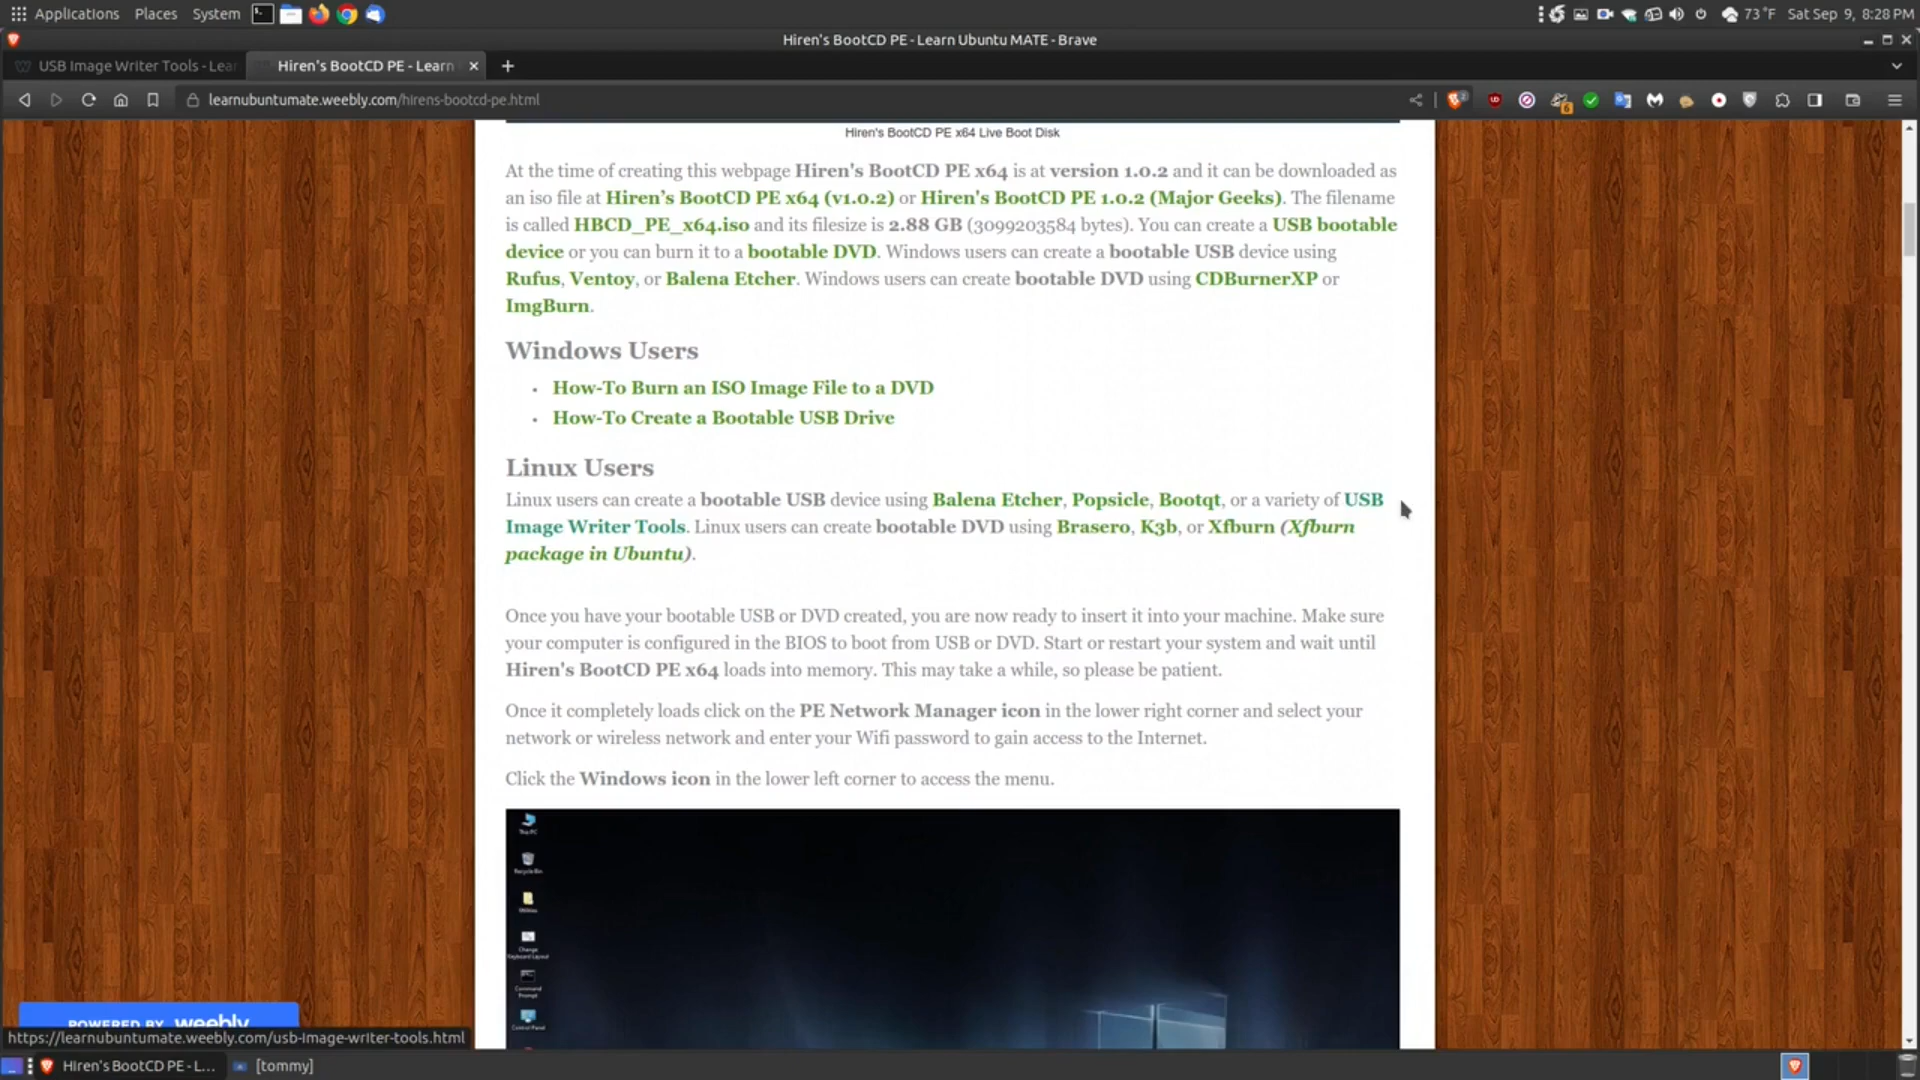 Applications Places System 73 °F Sat Sep 9, 8:28 PM
Hiren's BootCD PE - Learn Ubuntu MATE - Brave
USB Image Writer Tools - Lear
Hiren's BootCD PE - Learn
learnubuntumate.weebly.com/hirens-bootcd-pe.html
Hiren's BootCD PE x64 Live Boot Disk
At the time of creating this webpage Hiren's BootCD PE x64 is at version 1.0.2 and it can be downloaded as
an iso file at Hiren’s BootCD PE x64 (v1.0.2) or Hiren's BootCD PE 1.0.2 (Major Geeks). The filename
is called HBCD_PE_x64.iso and its filesize is 2.88 GB (3099203584 bytes). You can create a USB bootable
device or you can burn it to a bootable DVD. Windows users can create a bootable USB device using
Rufus, Ventoy, or Balena Etcher. Windows users can create bootable DVD using CDBurnerXP or
ImgBurn.
Windows Users
• How-To Burn an ISO Image File to a DVD
• How-To Create a Bootable USB Drive
Linux Users
Linux users can create a bootable USB device using Balena Etcher, Popsicle, Bootqt, or a variety of USB
Image Writer Tools. Linux users can create bootable DVD using Brasero, K3b, or Xfburn (Xfburn
package in Ubuntu).
Once you have your bootable USB or DVD created, you are now ready to insert it into your machine. Make sure
your computer is configured in the BIOS to boot from USB or DVD. Start or restart your system and wait until
Hiren's BootCD PE x64 loads into memory. This may take a while, so please be patient.
Once it completely loads click on the PE Network Manager icon in the lower right corner and select your
network or wireless network and enter your Wifi password to gain access to the Internet.
Click the Windows icon in the lower left corner to access the menu.
This PC
Recycle Bin
Utilities
Change
Keyboard Layout
Command
Prompt
Control Panel
POWERED BY weebly
https://learnubuntumate.weebly.com/usb-image-writer-tools.html
Hiren's BootCD PE - L...
[tommy]